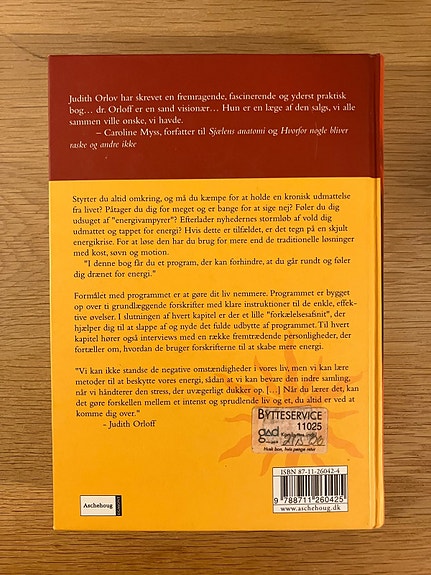 Judith Orlov har skrevet en fremragende, fascinerende og yderst praktisk
bog... dr. Orloff er en sand visionær... Hun er en læge af den salgs, vi alle
sammen ville ønske, vi havde.
– Caroline Myss, forfatter til Sjælens anatomi og Hvorfor nogle bliver
raske og andre ikke
Styrter du altid omkring, og må du kæmpe for at holde en kronisk udmattelse
fra livet? Påtager du dig for meget og er bange for at sige nej? Føler du dig
udsuget af "energivampyrer"? Efterlader nyhedernes stormløb af vold dig
udmattet og tappet for energi? Hvis dette er tilfældet, er det tegn på en skjult
energikrise. For at løse den har du brug for mere end de traditionelle løsninger
med kost, søvn og motion.
"I denne bog får du et program, der kan forhindre, at du går rundt og føler
dig drænet for energi."
Formålet med programmet er at gøre dit liv nemmere. Programmet er bygget
op over ti grundlæggende forskrifter med klare instruktioner til de enkle, effek-
tive øvelser. I slutningen af hvert kapitel er der et lille "forkælelseafsnit", der
hjælper dig til at slappe af og nyde det fulde udbytte af programmet. Til hvert
kapitel hører også interviews med en række fremtrædende personligheder, der
fortæller om, hvordan de bruger forskrifterne til at skabe mere energi.
"Vi kan ikke standse de negative omstændigheder i vores liv, men vi kan lære
metoder til at beskytte vores energi, sådan at vi kan bevare den indre samling,
når vi håndterer den stress, der uvægerligt dukker op. [...] Når du lærer det, kan
det gøre forskellen mellem et intenst og sprudlende liv og et, du altid er ved at
komme dig over."
- Judith Orloff
BYTTESERVICE
11025
gad
Husk bon, hvis penge retur
ISBN 87-11-26042-4
9 788711 260425
www.aschehoug.dk
Aschehoug